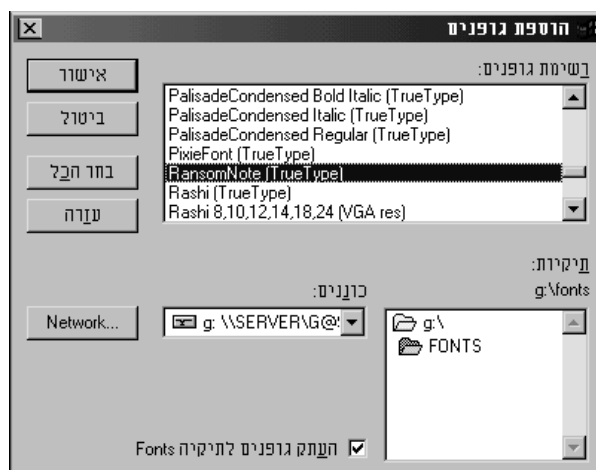 הוספת גופנים
רשימת גופנים:
PalisadeCondensed Bold Italic (TrueType)
PalisadeCondensed Italic (TrueType)
PalisadeCondensed Regular (TrueType)
PixieFont (TrueType)
RansomNote (TrueType)
Rashi (TrueType)
Rashi 8,10,12,14,18,24 (VGA res)
אישור
ביטול
בחר הכל
עזרה
תיקיות:
g:\fonts
g:\
FONTS
כוננים:
g: \\SERVER\G@
Network...
העתק גופנים לתיקיה Fonts